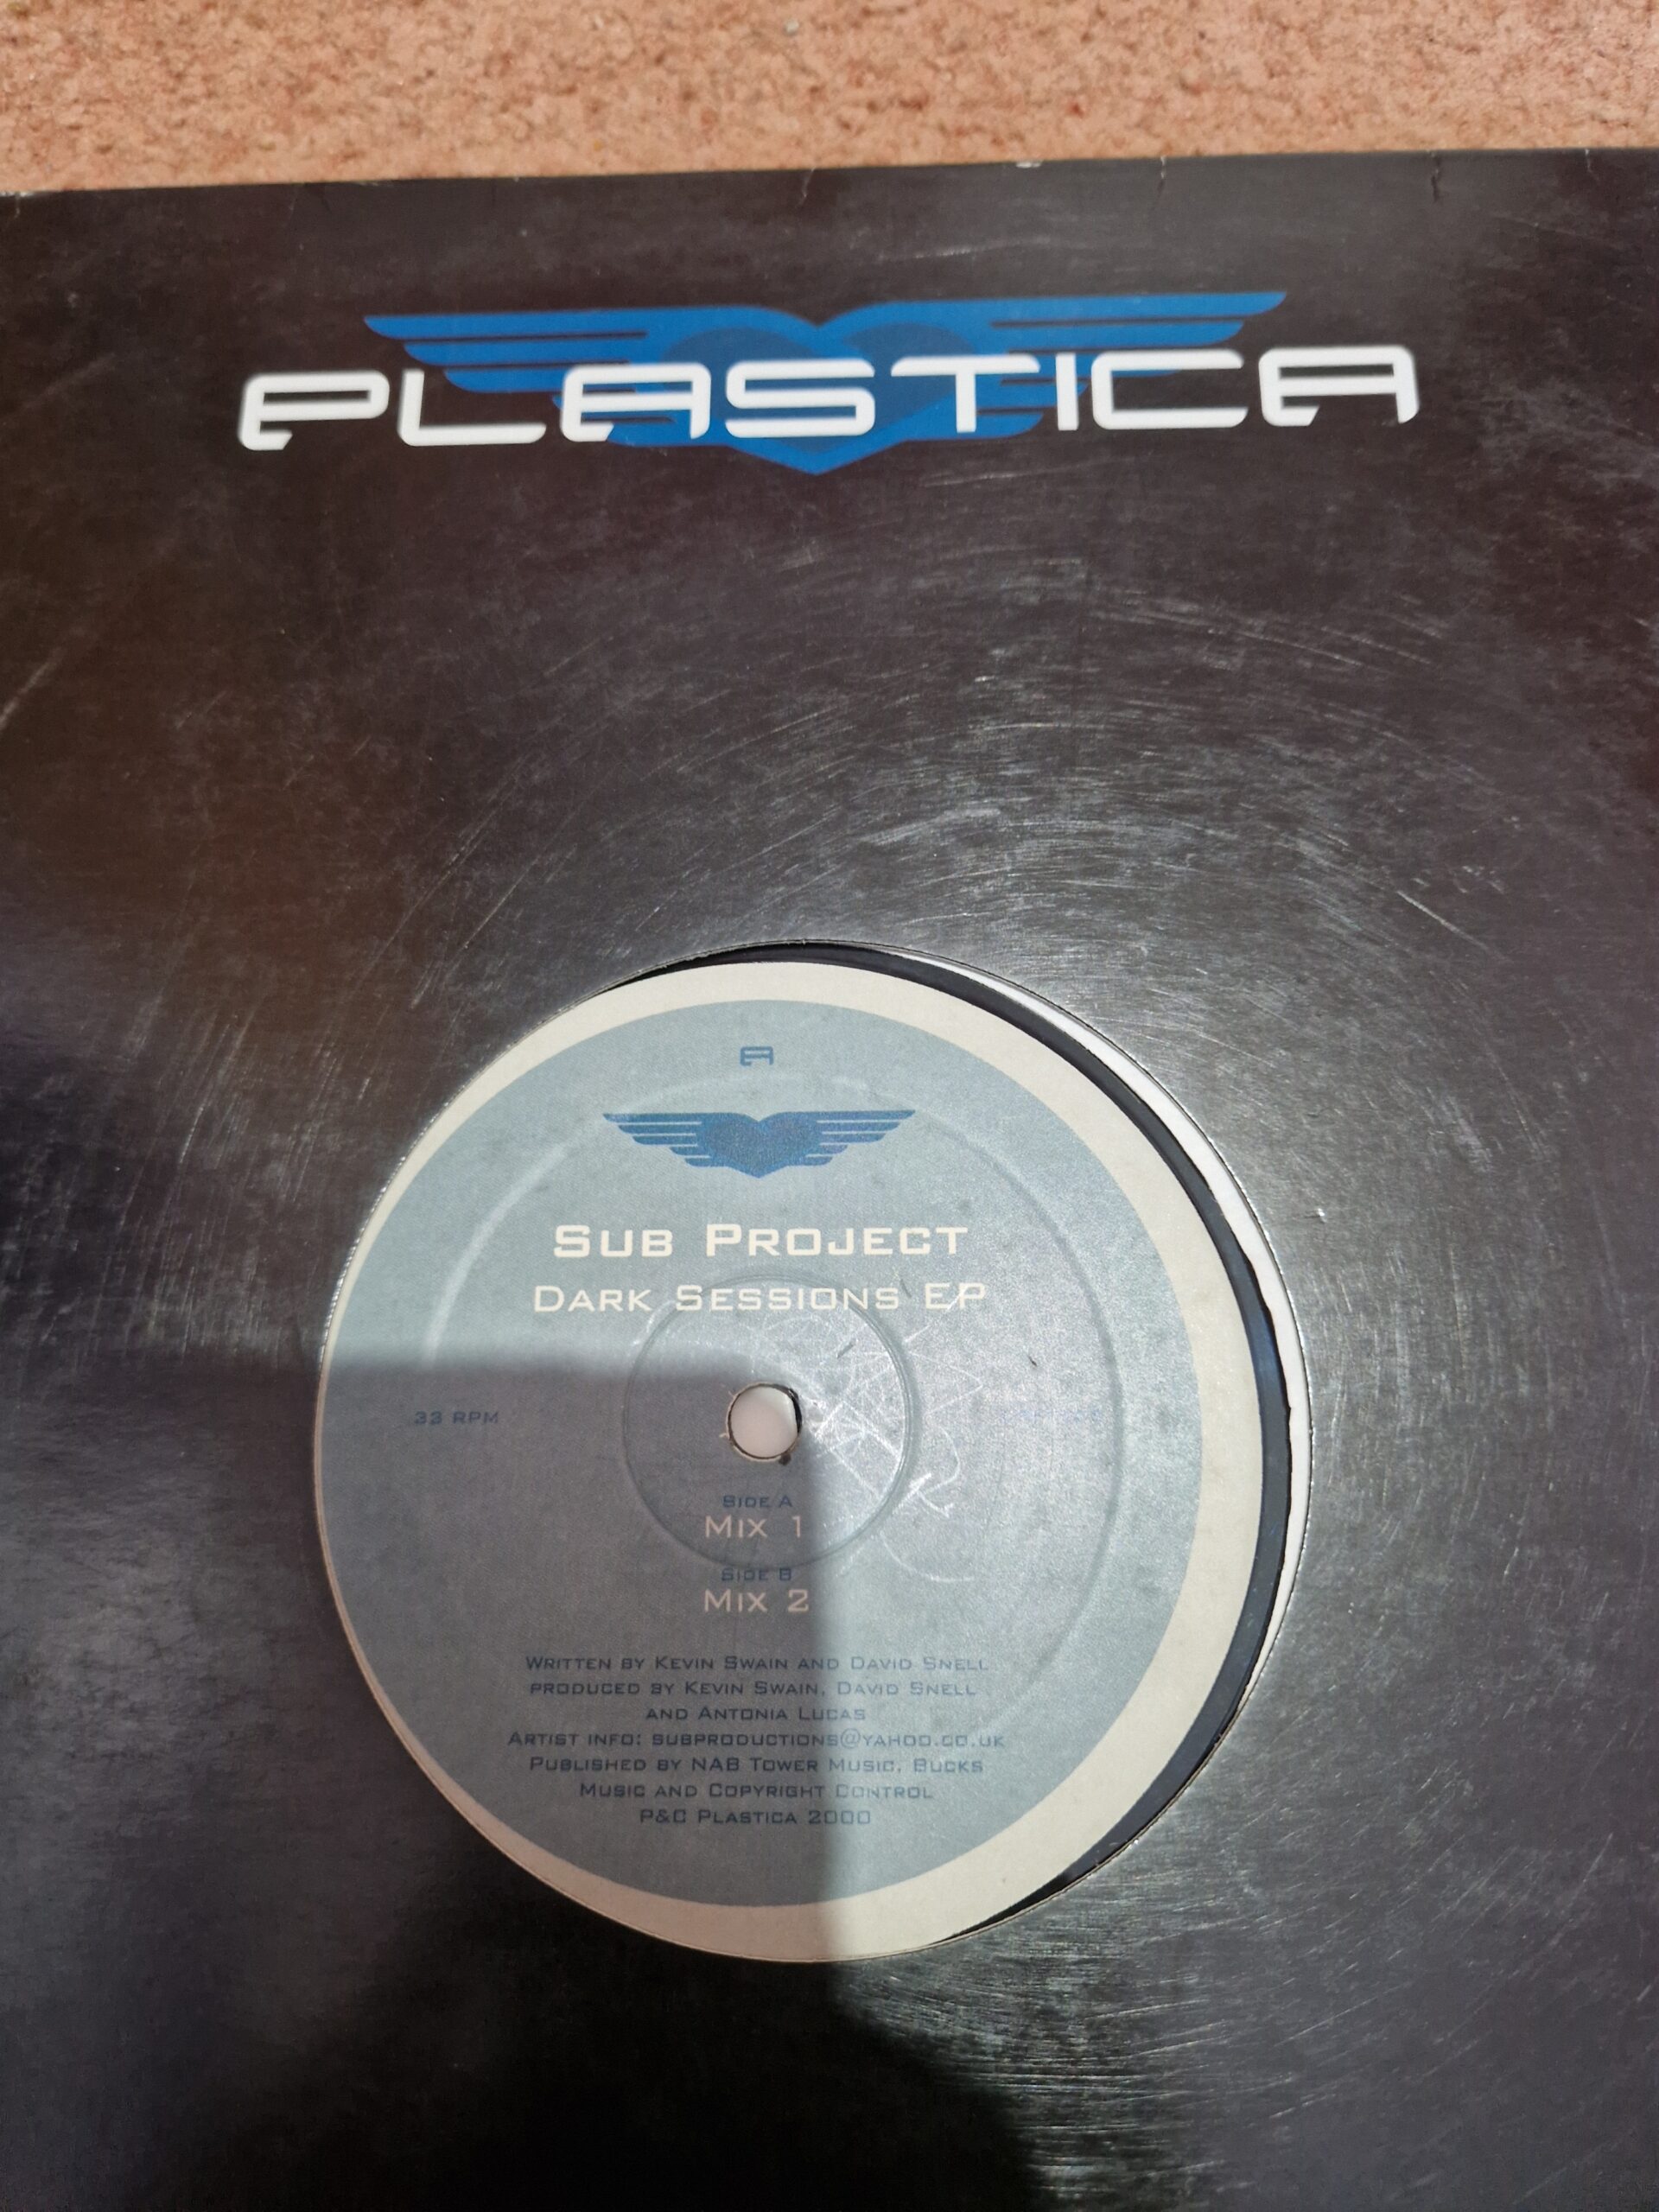 PLASTICA
A
SUB PROJECT
DARK SESSIONS EP
33 RPM
SIDE A
MIX 1
SIDE B
MIX 2
WRITTEN BY KEVIN SWAIN AND DAVID SNELL
PRODUCED BY KEVIN SWAIN, DAVID SNELL
AND ANTONIA LUCAS
ARTIST INFO: SUBPRODUCTIONS@YAHOO.CO.UK
PUBLISHED BY NAB TOWER MUSIC, BUCKS
MUSIC AND COPYRIGHT CONTROL
P&C PLASTICA 2000